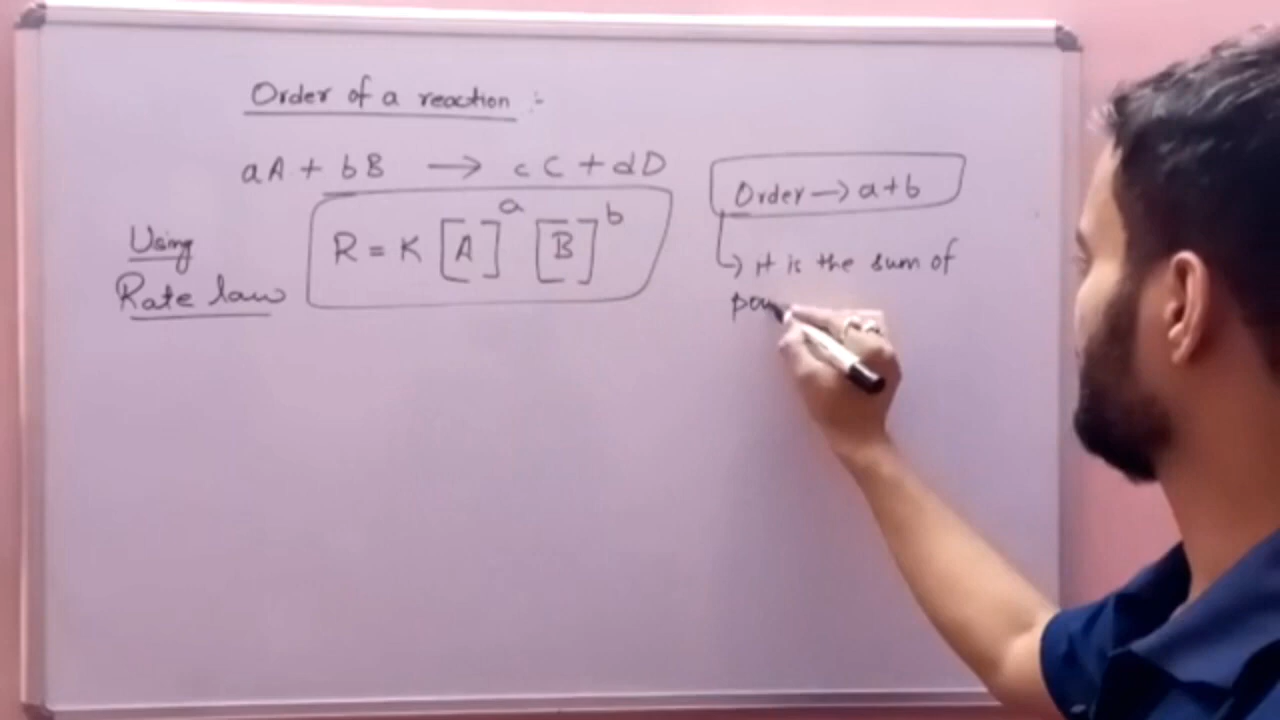 Order of a reaction :-
aA + bB → cC + dD
Order → a+b
Using
Rate law
R = K [A]^a [B]^b
↳ it is the sum of